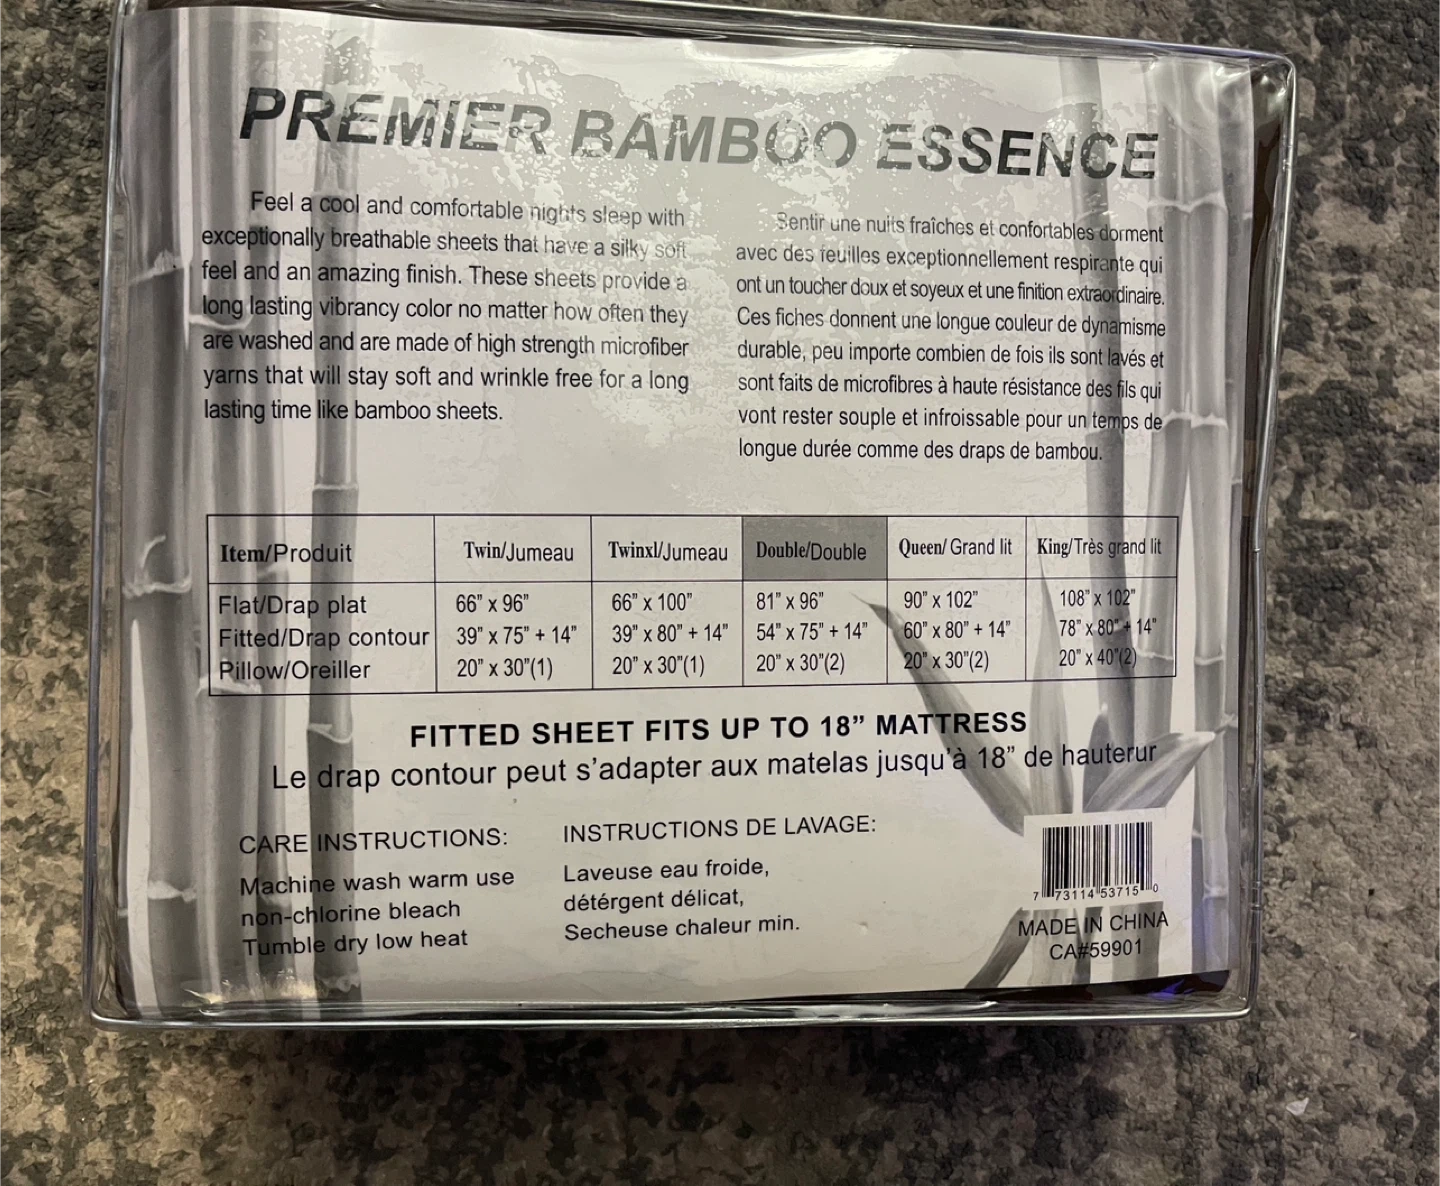 PREMIER BAMBOO ESSENCE
Feel a cool and comfortable nights sleep with
exceptionally breathable sheets that have a silky soft
feel and an amazing finish. These sheets provide a
long lasting vibrancy color no matter how often they
are washed and are made of high strength microfiber
yarns that will stay soft and wrinkle free for a long
lasting time like bamboo sheets.
Sentir une nuits fraîches et confortables dorment
avec des feuilles exceptionnellement respirante qui
ont un toucher doux et soyeux et une finition extraordinaire.
Ces fiches donnent une longue couleur de dynamisme
durable, peu importe combien de fois ils sont lavés et
sont faits de microfibres à haute résistance des fils qui
vont rester souple et infroissable pour un temps de
longue durée comme des draps de bambou.
Item/Produit Twin/Jumeau Twinxl/Jumeau Double/Double Queen/ Grand lit King/Très grand lit
Flat/Drap plat 66" x 96" 66" x 100" 81" x 96" 90" x 102" 108" x 102"
Fitted/Drap contour 39" x 75" + 14" 39" x 80" + 14" 54" x 75" + 14" 60" x 80" + 14" 78" x 80" + 14"
Pillow/Oreiller 20" x 30"(1) 20" x 30"(1) 20" x 30"(2) 20" x 30"(2) 20" x 40"(2)
FITTED SHEET FITS UP TO 18” MATTRESS
Le drap contour peut s’adapter aux matelas jusqu’à 18” de hauterur
CARE INSTRUCTIONS:
Machine wash warm use
non-chlorine bleach
Tumble dry low heat
INSTRUCTIONS DE LAVAGE:
Laveuse eau froide,
détérgent délicat,
Secheuse chaleur min.
7 73114 53715 0
MADE IN CHINA
CA#59901